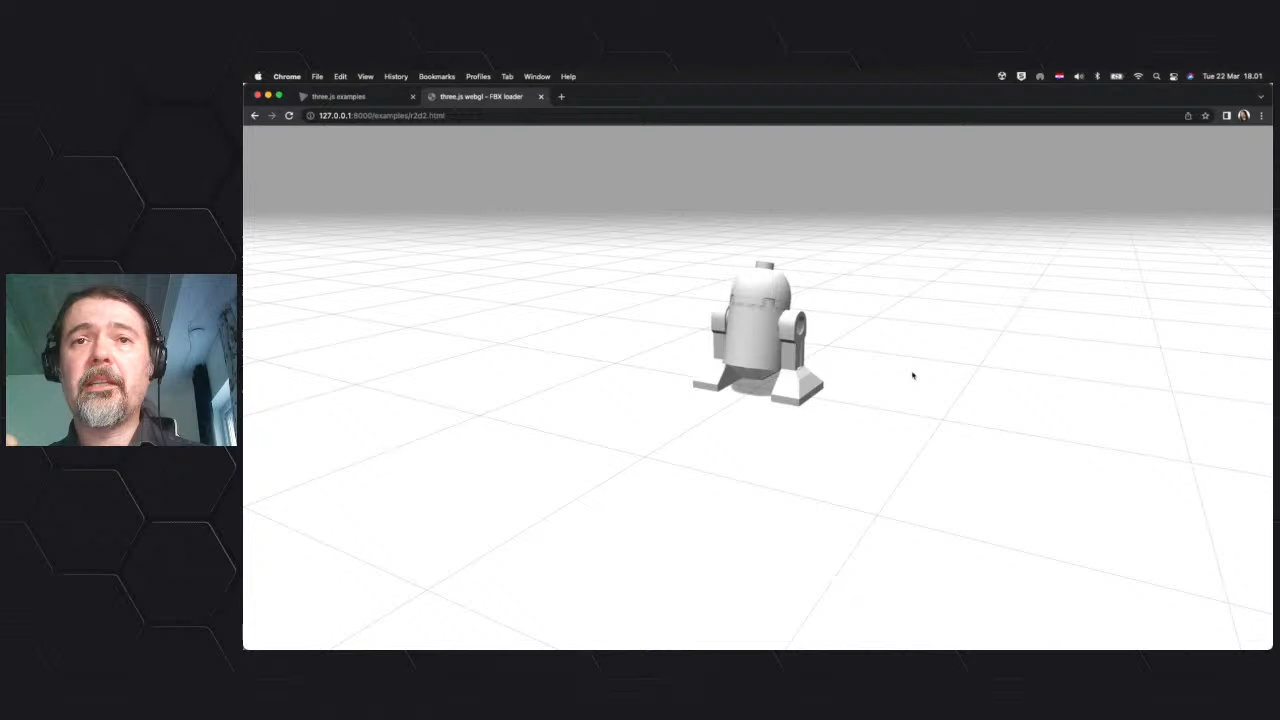 Chrome File Edit View History Bookmarks Profiles Tab Window Help Tue 22 Mar 18.01
three.js examples three.js webgl - FBX loader
127.0.0.1:8000/examples/r2d2.html